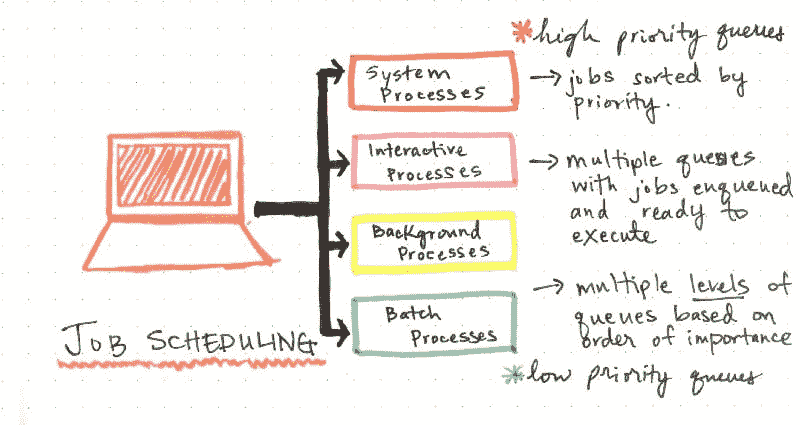 *high priority queues
System
Processes
→ jobs sorted by
priority.
Interactive
Processes
→ multiple queues
with jobs enqueued
and ready to
execute
Background
Processes
Batch
Processes
→ multiple levels of
queues based on
order of importance
*low priority queues
JOB SCHEDULING